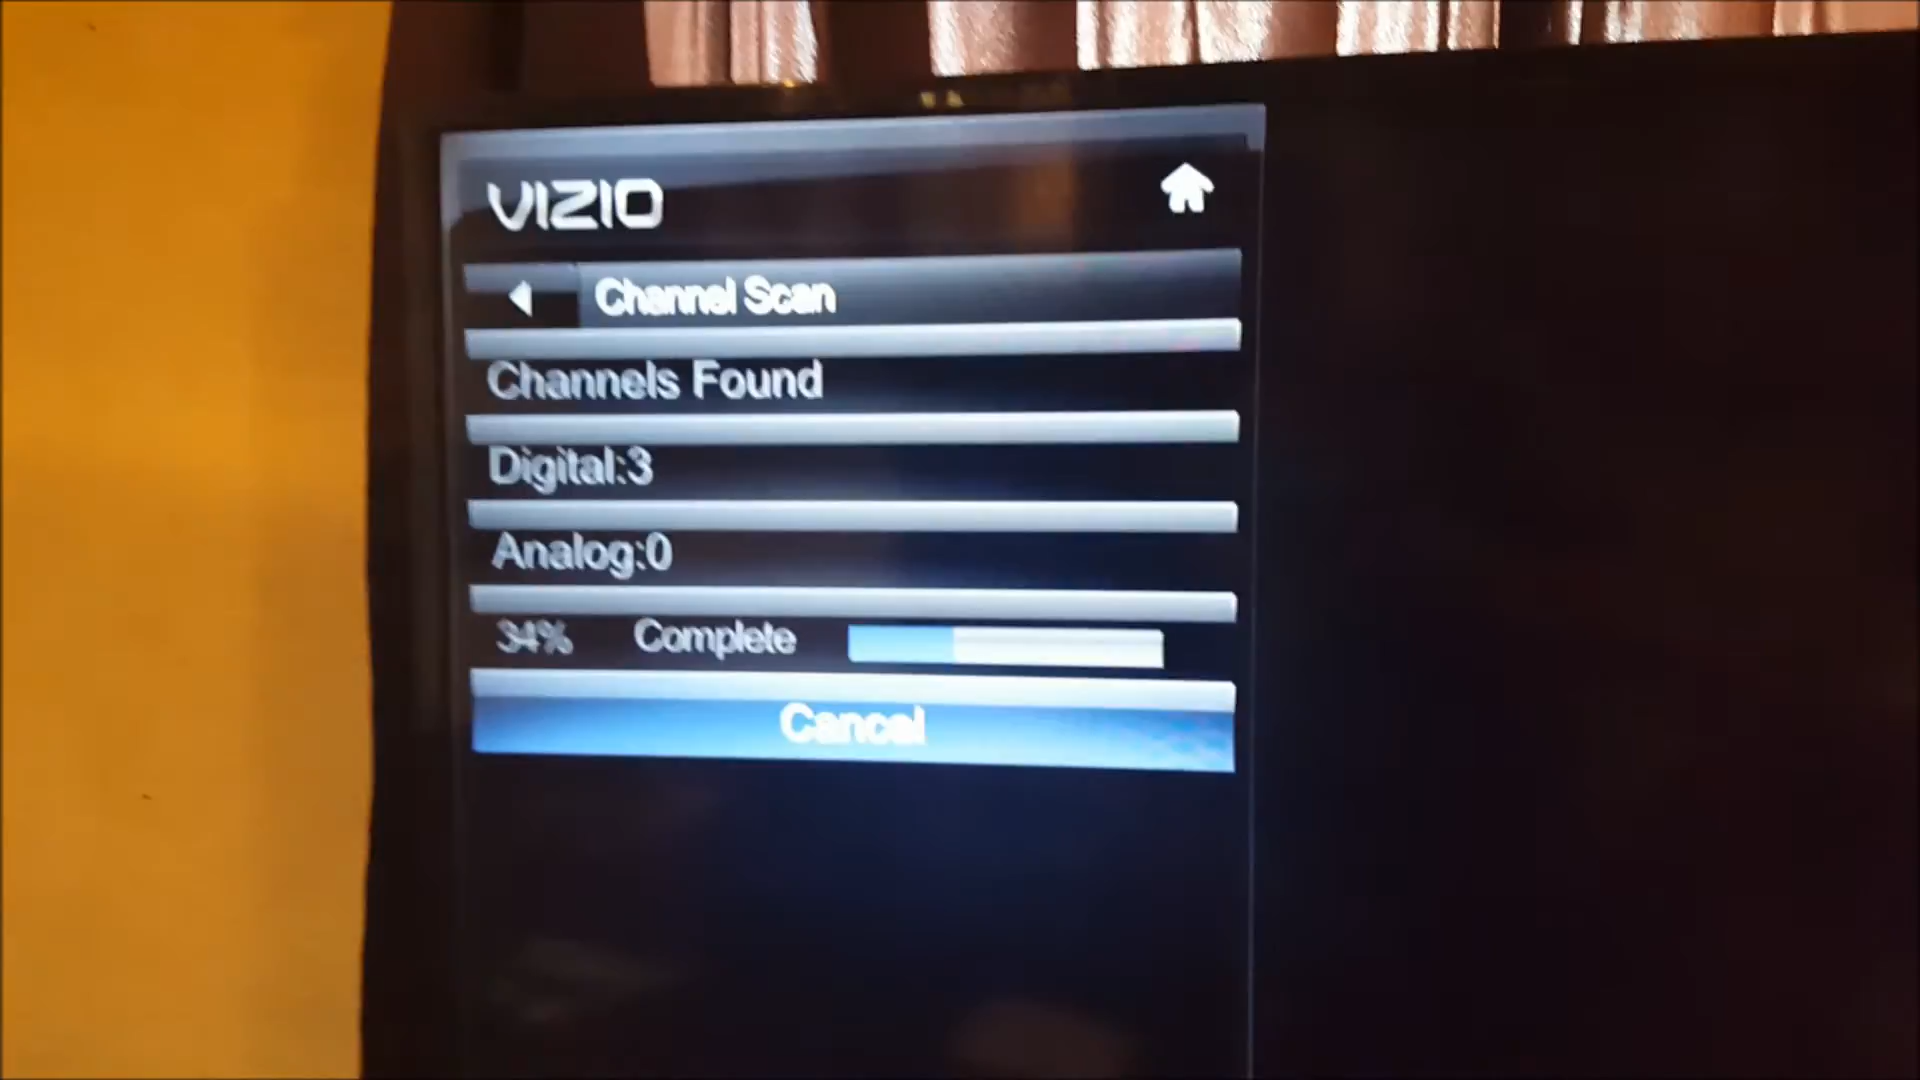 VIZIO
Channel Scan
Channels Found
Digital:3
Analog:0
34% Complete
Cancel